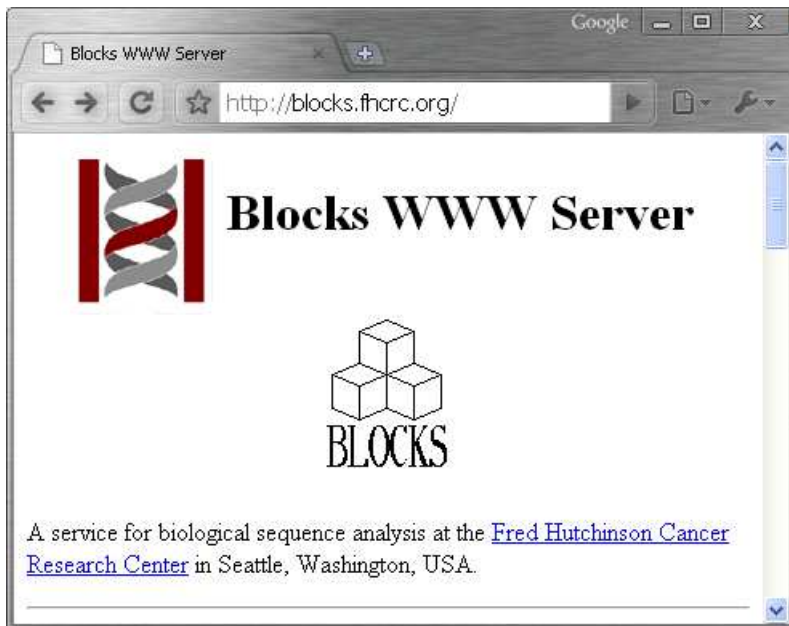 Google
Blocks WWW Server
http://blocks.fhcrc.org/
Blocks WWW Server
BLOCKS
A service for biological sequence analysis at the Fred Hutchinson Cancer
Research Center in Seattle, Washington, USA.